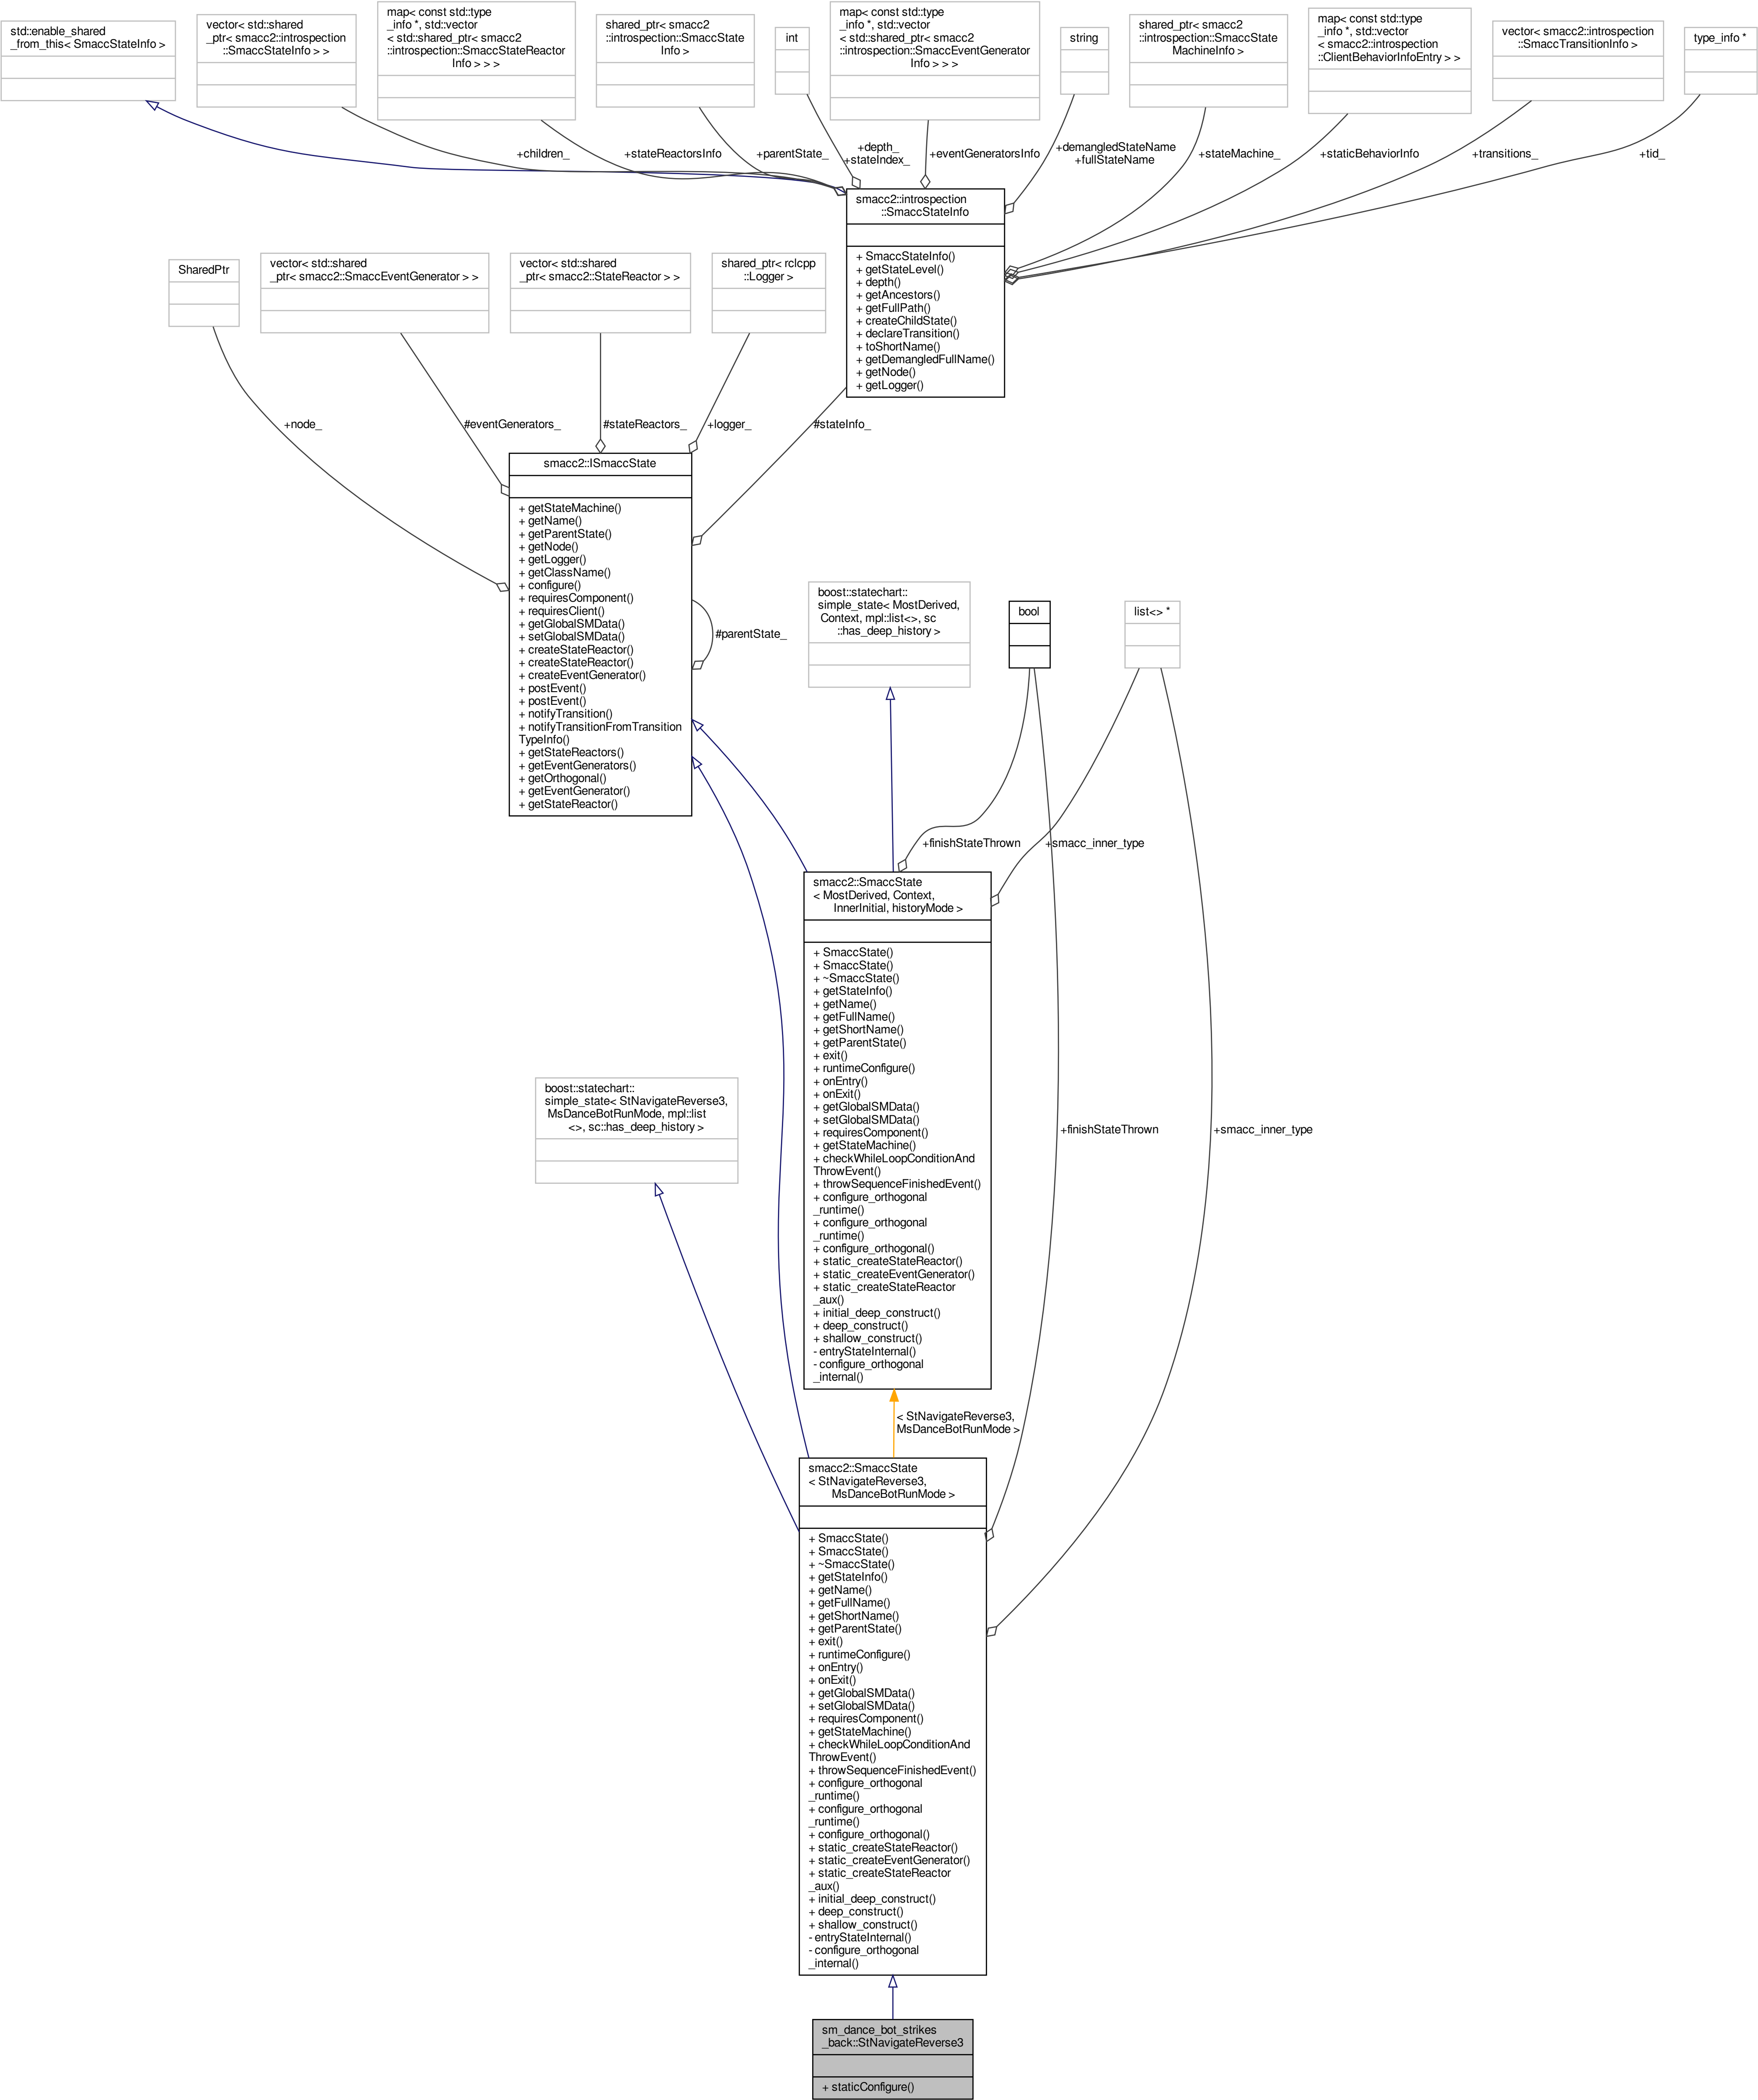 std::enable_shared
_from_this< SmaccStateInfo >
vector< std::shared
_ptr< smacc2::introspection
::SmaccStateInfo > >
map< const std::type
_info *, std::vector
< std::shared_ptr< smacc2
::introspection::SmaccStateReactor
Info > > >
shared_ptr< smacc2
::introspection::SmaccState
Info >
int
map< const std::type
_info *, std::vector
< std::shared_ptr< smacc2
::introspection::SmaccEventGenerator
Info > > >
string
shared_ptr< smacc2
::introspection::SmaccState
MachineInfo >
map< const std::type
_info *, std::vector
< smacc2::introspection
::ClientBehaviorInfoEntry > >
vector< smacc2::introspection
::SmaccTransitionInfo >
type_info *
+children_
+stateReactorsInfo
+parentState_
+depth_
+stateIndex_
+eventGeneratorsInfo
+demangledStateName
+fullStateName
+stateMachine_
+staticBehaviorInfo
+transitions_
+tid_
smacc2::introspection
::SmaccStateInfo
+ SmaccStateInfo()
+ getStateLevel()
+ depth()
+ getAncestors()
+ getFullPath()
+ createChildState()
+ declareTransition()
+ toShortName()
+ getDemangledFullName()
+ getNode()
+ getLogger()
SharedPtr
vector< std::shared
_ptr< smacc2::SmaccEventGenerator > >
vector< std::shared
_ptr< smacc2::StateReactor > >
shared_ptr< rclcpp
::Logger >
+node_
#eventGenerators_
#stateReactors_
+logger_
#stateInfo_
smacc2::ISmaccState
+ getStateMachine()
+ getName()
+ getParentState()
+ getNode()
+ getLogger()
+ getClassName()
+ configure()
+ requiresComponent()
+ requiresClient()
+ getGlobalSMData()
+ setGlobalSMData()
+ createStateReactor()
+ createStateReactor()
+ createEventGenerator()
+ postEvent()
+ postEvent()
+ notifyTransition()
+ notifyTransitionFromTransition
TypeInfo()
+ getStateReactors()
+ getEventGenerators()
+ getOrthogonal()
+ getEventGenerator()
+ getStateReactor()
#parentState_
boost::statechart::
simple_state< MostDerived,
Context, mpl::list<>, sc
::has_deep_history >
bool
list<> *
+finishStateThrown
+smacc_inner_type
smacc2::SmaccState
< MostDerived, Context,
InnerInitial, historyMode >
+ SmaccState()
+ SmaccState()
+ ~SmaccState()
+ getStateInfo()
+ getName()
+ getFullName()
+ getShortName()
+ getParentState()
+ exit()
+ runtimeConfigure()
+ onEntry()
+ onExit()
+ getGlobalSMData()
+ setGlobalSMData()
+ requiresComponent()
+ getStateMachine()
+ checkWhileLoopConditionAnd
ThrowEvent()
+ throwSequenceFinishedEvent()
+ configure_orthogonal
_runtime()
+ configure_orthogonal
_runtime()
+ configure_orthogonal()
+ static_createStateReactor()
+ static_createEventGenerator()
+ static_createStateReactor
_aux()
+ initial_deep_construct()
+ deep_construct()
+ shallow_construct()
- entryStateInternal()
- configure_orthogonal
_internal()
boost::statechart::
simple_state< StNavigateReverse3,
MsDanceBotRunMode, mpl::list
<>, sc::has_deep_history >
+finishStateThrown
+smacc_inner_type
< StNavigateReverse3,
MsDanceBotRunMode >
smacc2::SmaccState
< StNavigateReverse3,
MsDanceBotRunMode >
+ SmaccState()
+ SmaccState()
+ ~SmaccState()
+ getStateInfo()
+ getName()
+ getFullName()
+ getShortName()
+ getParentState()
+ exit()
+ runtimeConfigure()
+ onEntry()
+ onExit()
+ getGlobalSMData()
+ setGlobalSMData()
+ requiresComponent()
+ getStateMachine()
+ checkWhileLoopConditionAnd
ThrowEvent()
+ throwSequenceFinishedEvent()
+ configure_orthogonal
_runtime()
+ configure_orthogonal
_runtime()
+ configure_orthogonal()
+ static_createStateReactor()
+ static_createEventGenerator()
+ static_createStateReactor
_aux()
+ initial_deep_construct()
+ deep_construct()
+ shallow_construct()
- entryStateInternal()
- configure_orthogonal
_internal()
sm_dance_bot_strikes
_back::StNavigateReverse3
+ staticConfigure()